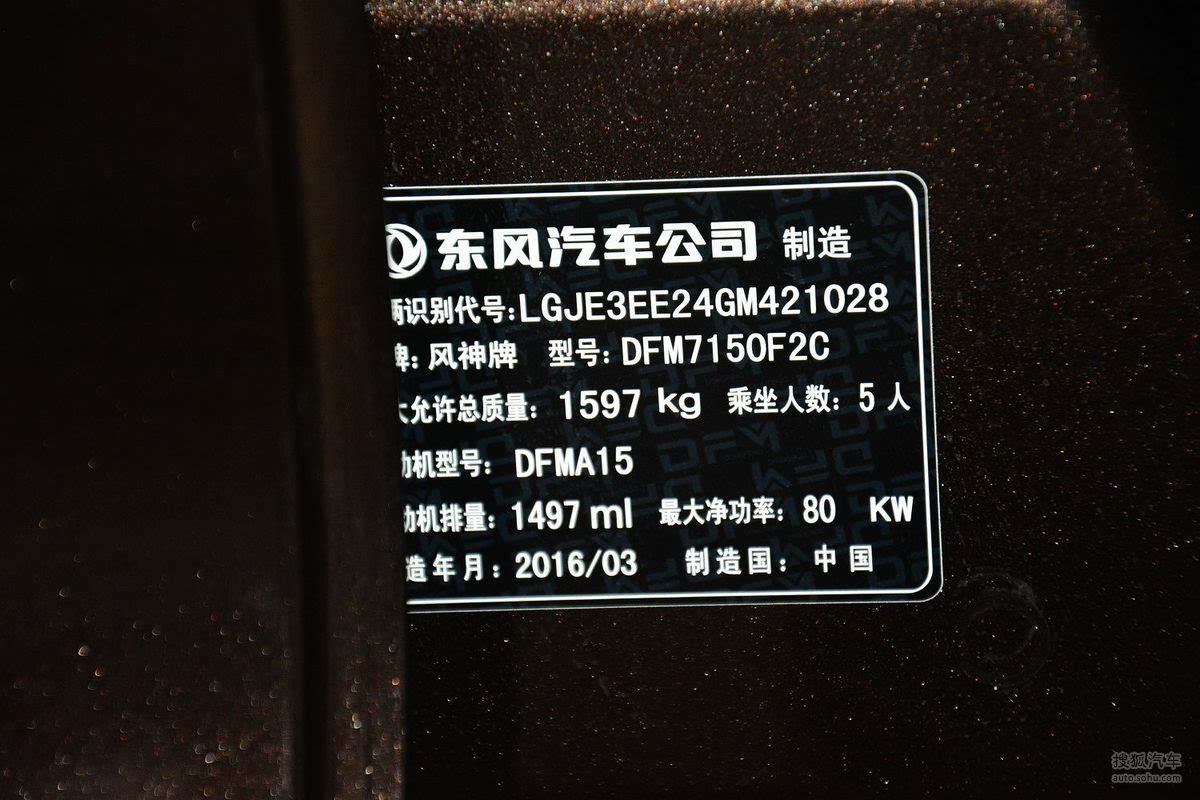 东风汽车公司 制造
辆识别代号:LGJE3EE24GM421028
牌:风神牌 型号:DFM7150F2C
大允许总质量: 1597 kg 乘坐人数: 5 人
动机型号: DFMA15
动机排量: 1497 ml 最大净功率: 80 KW
造年月: 2016/03 制造国: 中国
搜狐汽车
auto.sohu.com